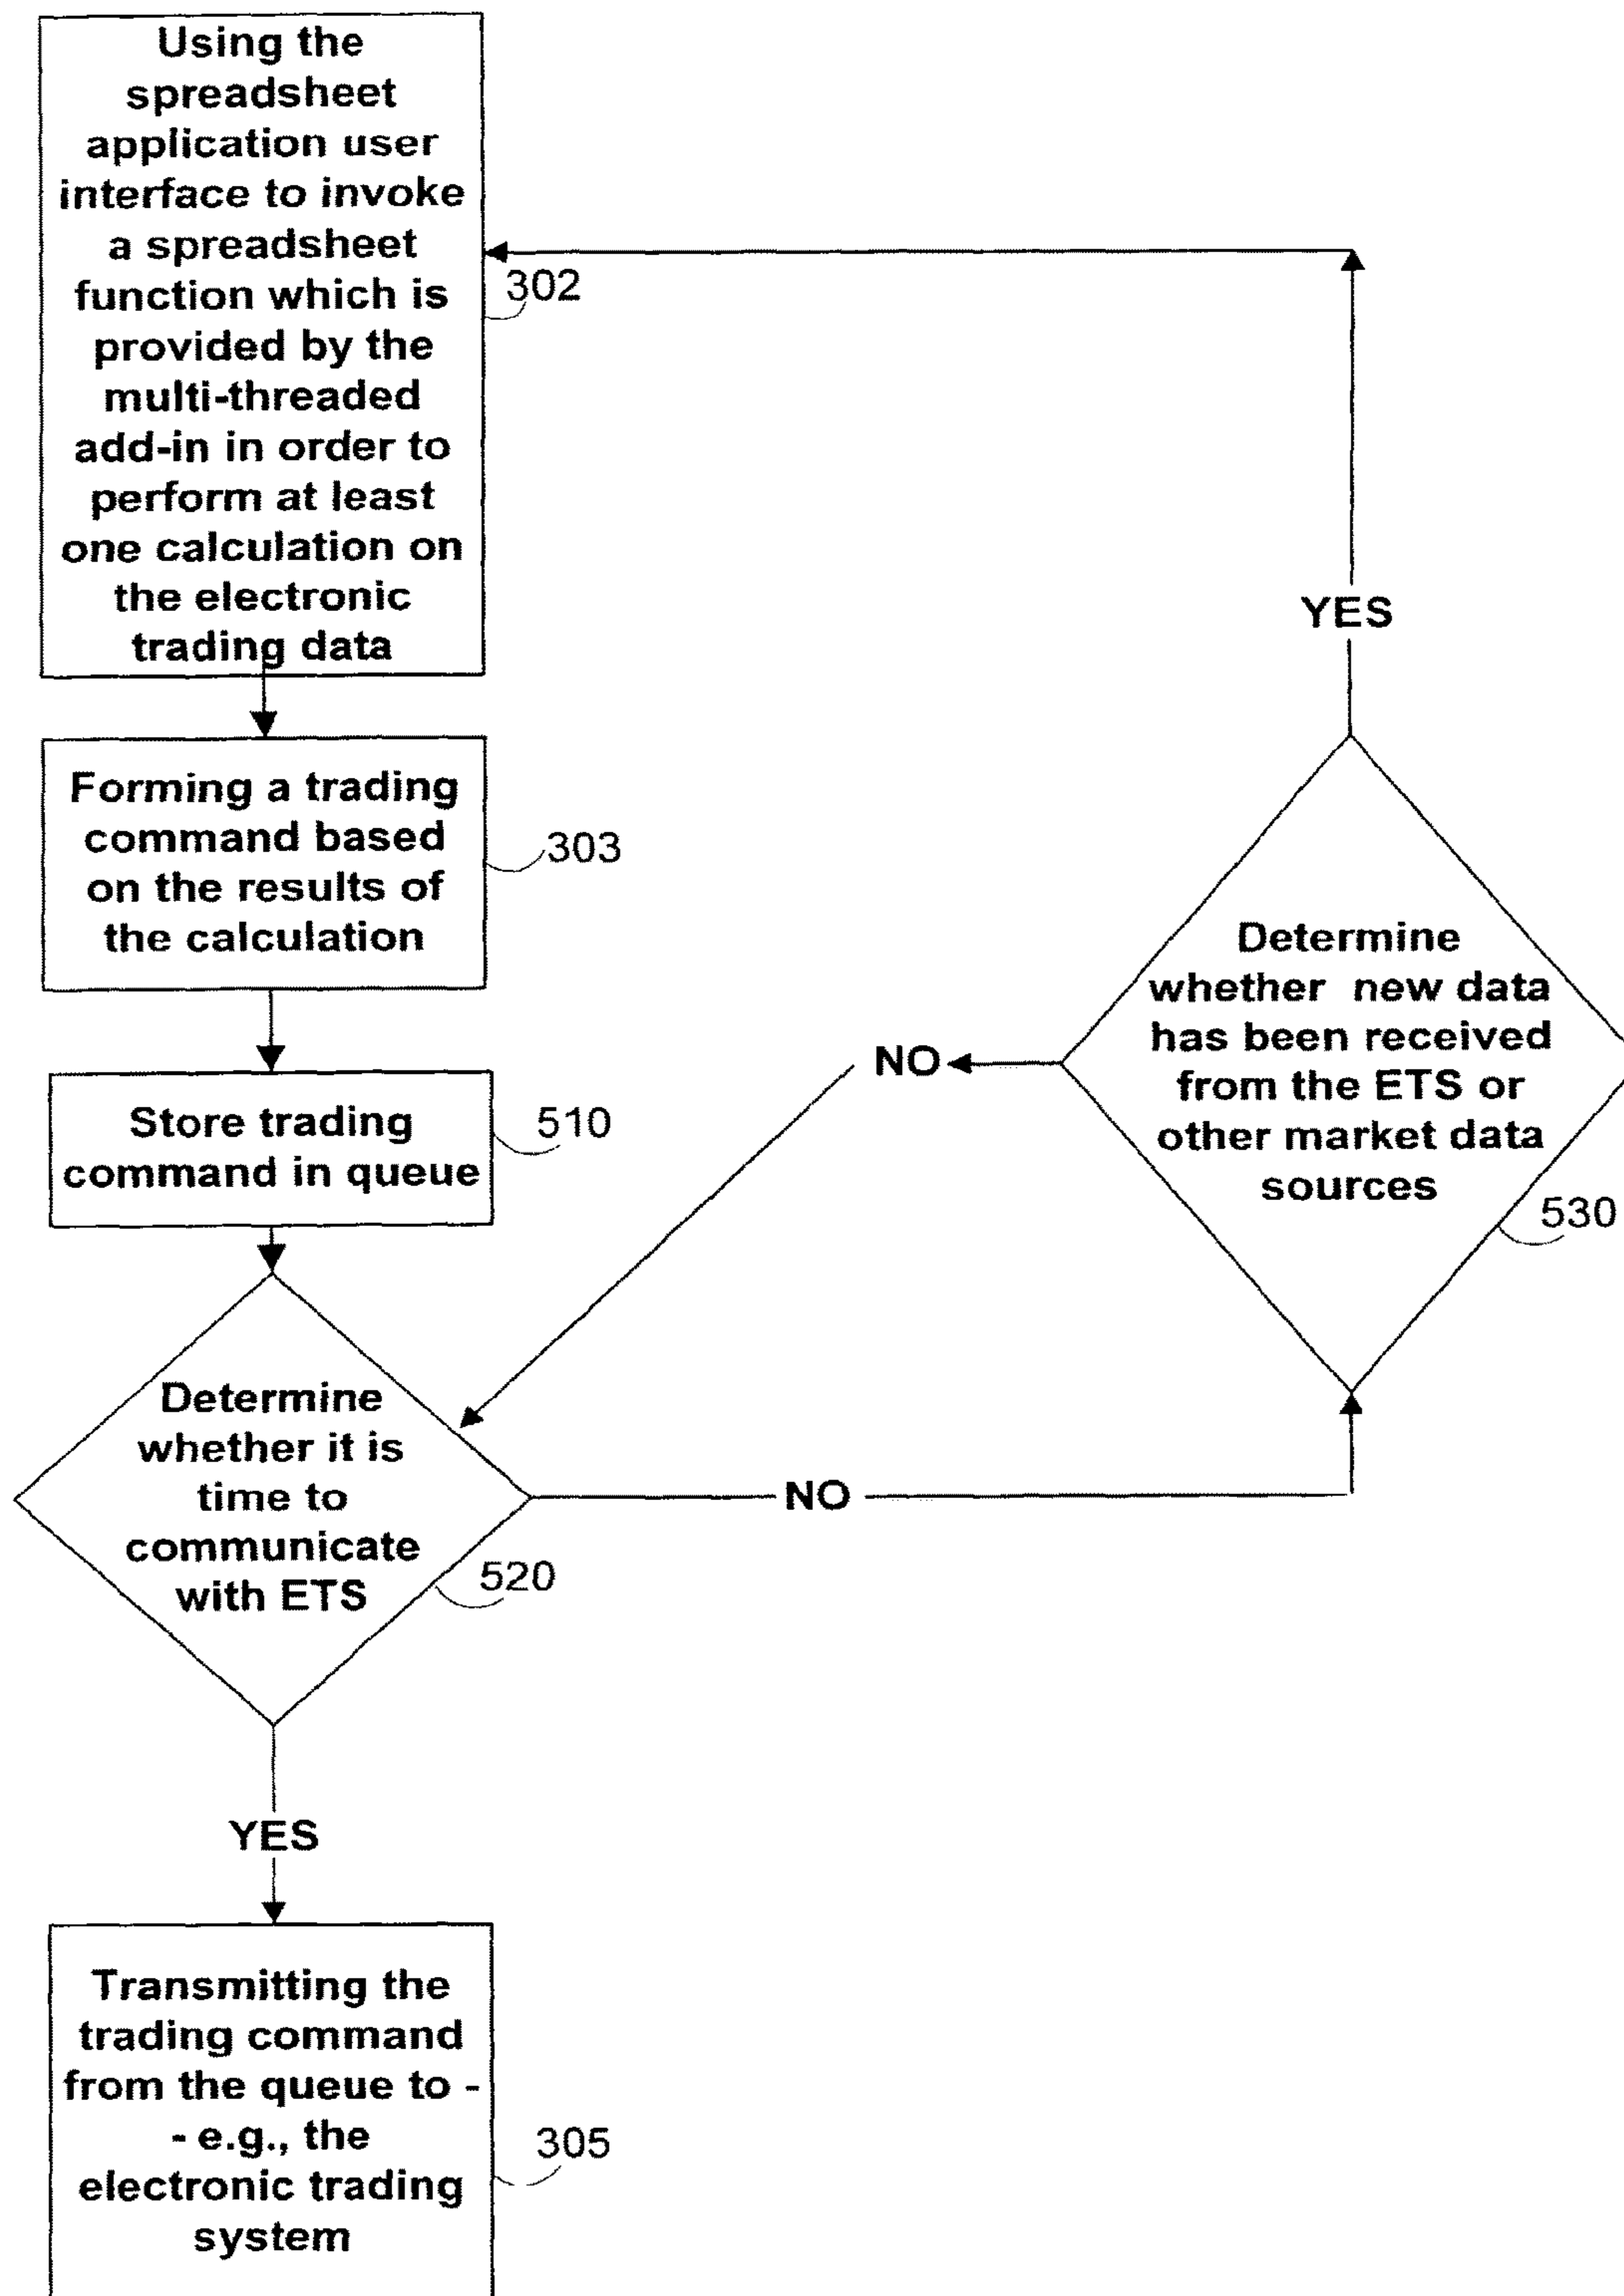 Using the
spreadsheet
application user
interface to invoke
a spreadsheet
function which is
provided by the
multi-threaded
add-in in order to
perform at least
one calculation on
the electronic
trading data
302
Forming a trading
command based
on the results of
the calculation
303
Store trading
command in queue
510
Determine
whether it is
time to
communicate
with ETS
520
NO
YES
Determine
whether new data
has been received
from the ETS or
other market data
sources
530
NO
YES
Transmitting the
trading command
from the queue to -
- e.g., the
electronic trading
system
305